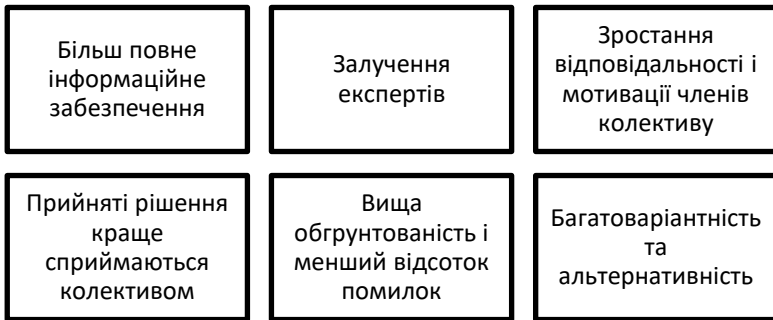 Більш повне
інформаційне
забезпечення
Залучення
експертів
Зростання
відповідальності і
мотивації членів
колективу
Прийняті рішення
краще
сприймаються
колективом
Вища
обгрунтованість і
менший відсоток
помилок
Багатоваріантність
та
альтернативність